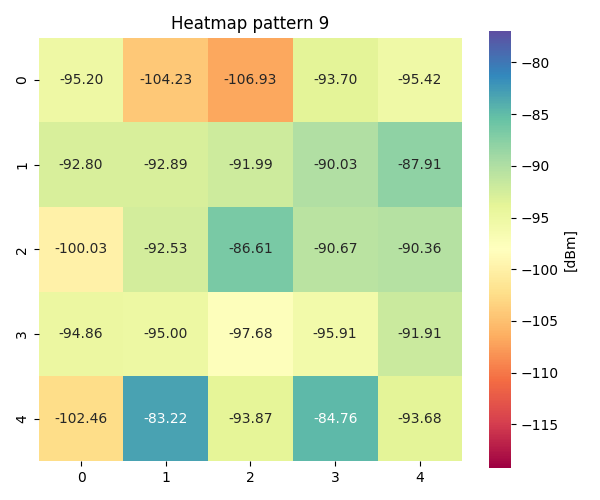 Heatmap pattern 9
0 -95.20 -104.23 -106.93 -93.70 -95.42
1 -92.80 -92.89 -91.99 -90.03 -87.91
2 -100.03 -92.53 -86.61 -90.67 -90.36
3 -94.86 -95.00 -97.68 -95.91 -91.91
4 -102.46 -83.22 -93.87 -84.76 -93.68
0 1 2 3 4
−80
−85
−90
−95
−100
−105
−110
−115
[dBm]